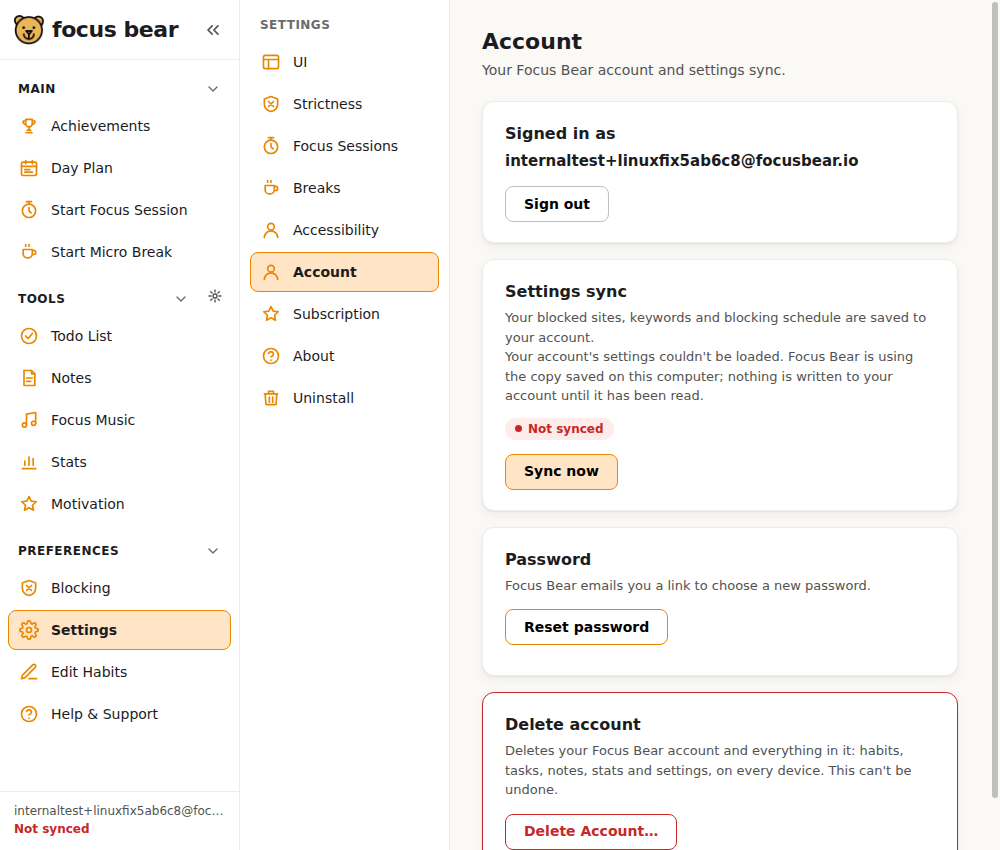 focus bear
MAIN
Achievements
Day Plan
Start Focus Session
Start Micro Break
TOOLS
Todo List
Notes
Focus Music
Stats
Motivation
PREFERENCES
Blocking
Settings
Edit Habits
Help & Support
internaltest+linuxfix5ab6c8@foc...
Not synced
SETTINGS
UI
Strictness
Focus Sessions
Breaks
Accessibility
Account
Subscription
About
Uninstall
Account
Your Focus Bear account and settings sync.
Signed in as
internaltest+linuxfix5ab6c8@focusbear.io
Sign out
Settings sync
Your blocked sites, keywords and blocking schedule are saved to
your account.
Your account's settings couldn't be loaded. Focus Bear is using
the copy saved on this computer; nothing is written to your
account until it has been read.
Not synced
Sync now
Password
Focus Bear emails you a link to choose a new password.
Reset password
Delete account
Deletes your Focus Bear account and everything in it: habits,
tasks, notes, stats and settings, on every device. This can't be
undone.
Delete Account...